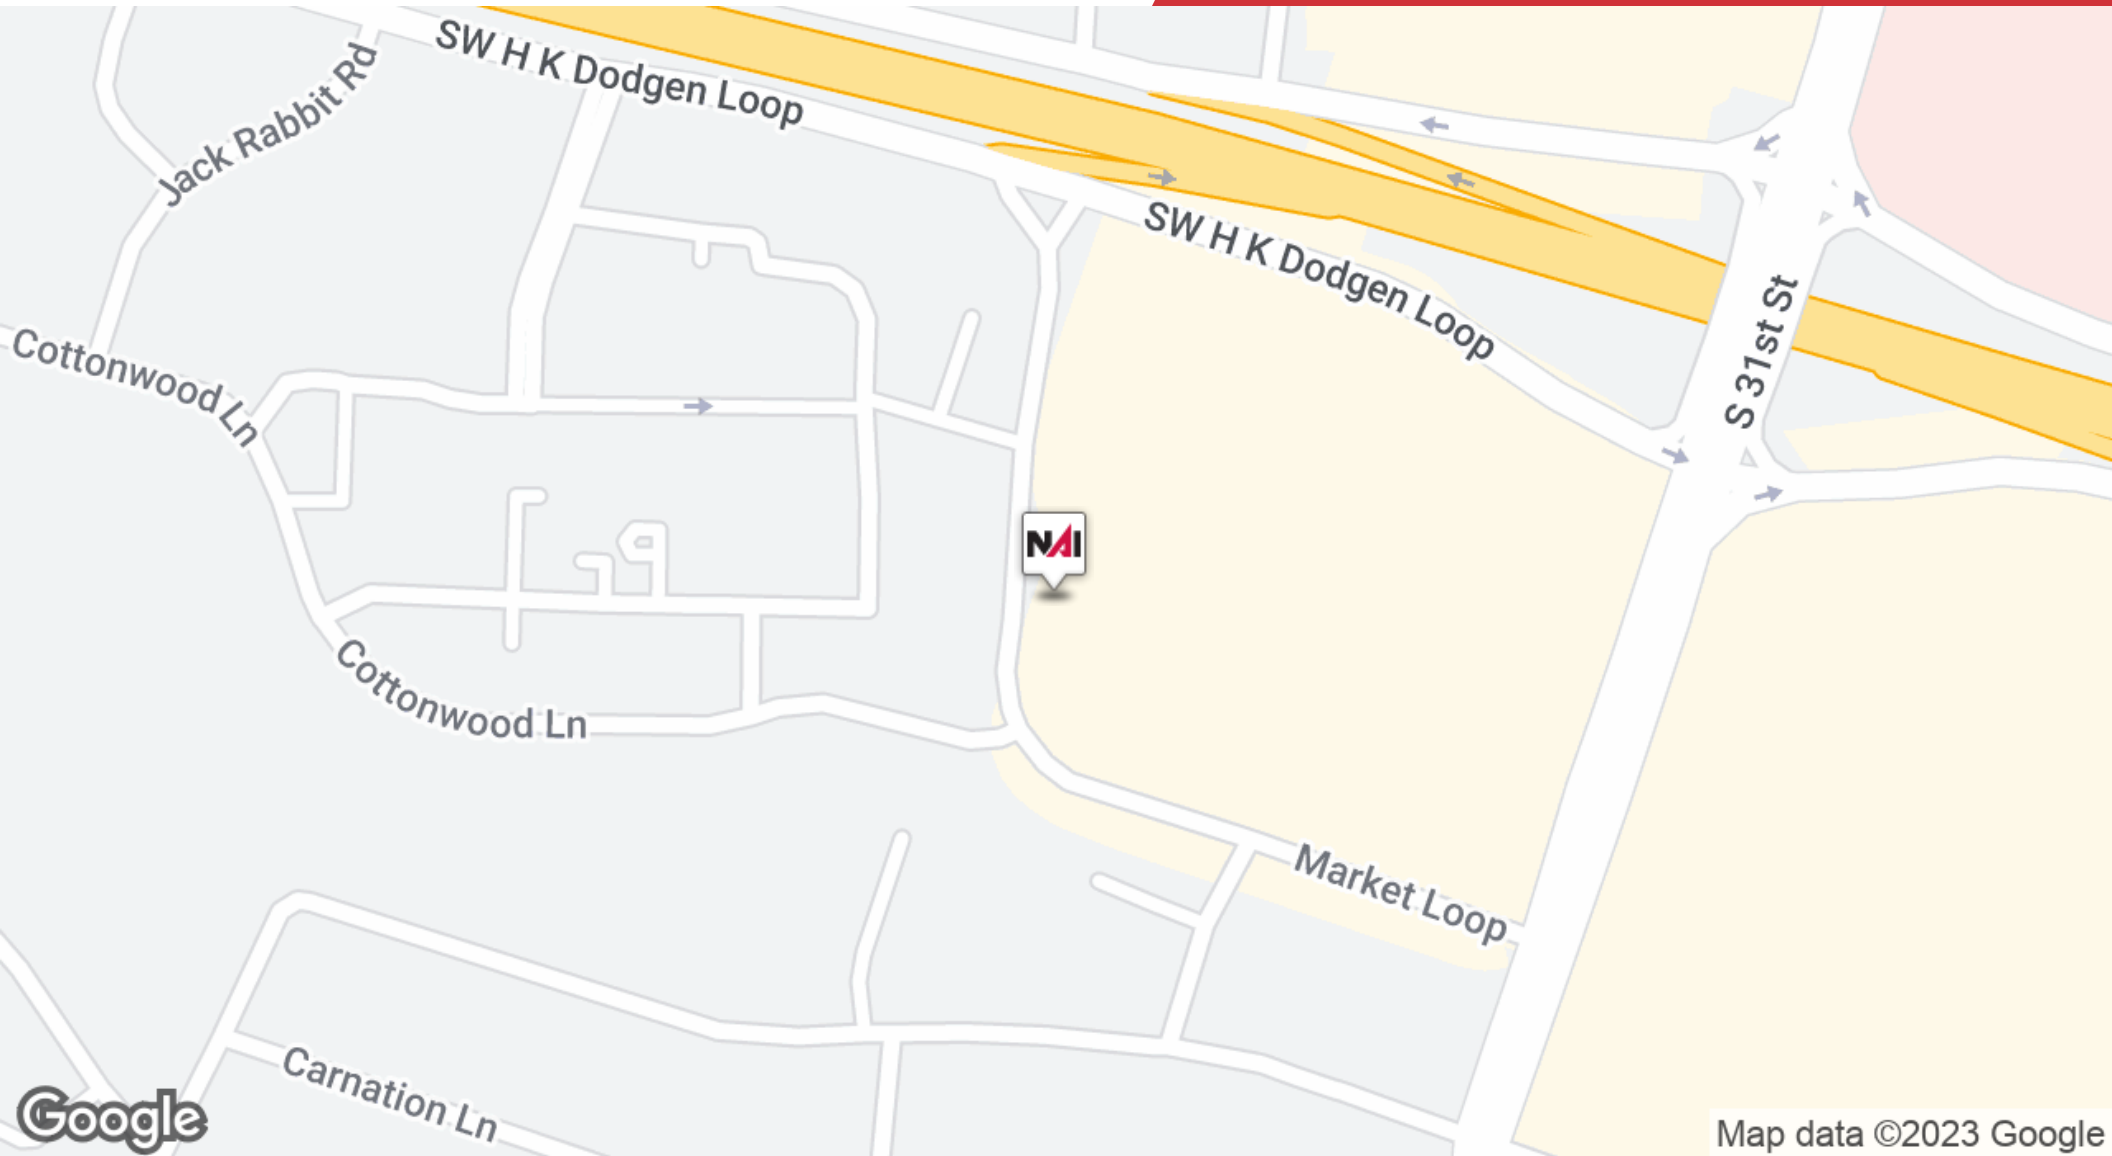 SW H K Dodgen Loop
Jack Rabbit Rd
SW H K Dodgen Loop
S 31st St
Cottonwood Ln
NAI
Cottonwood Ln
Market Loop
Carnation Ln
Google
Map data ©2023 Google